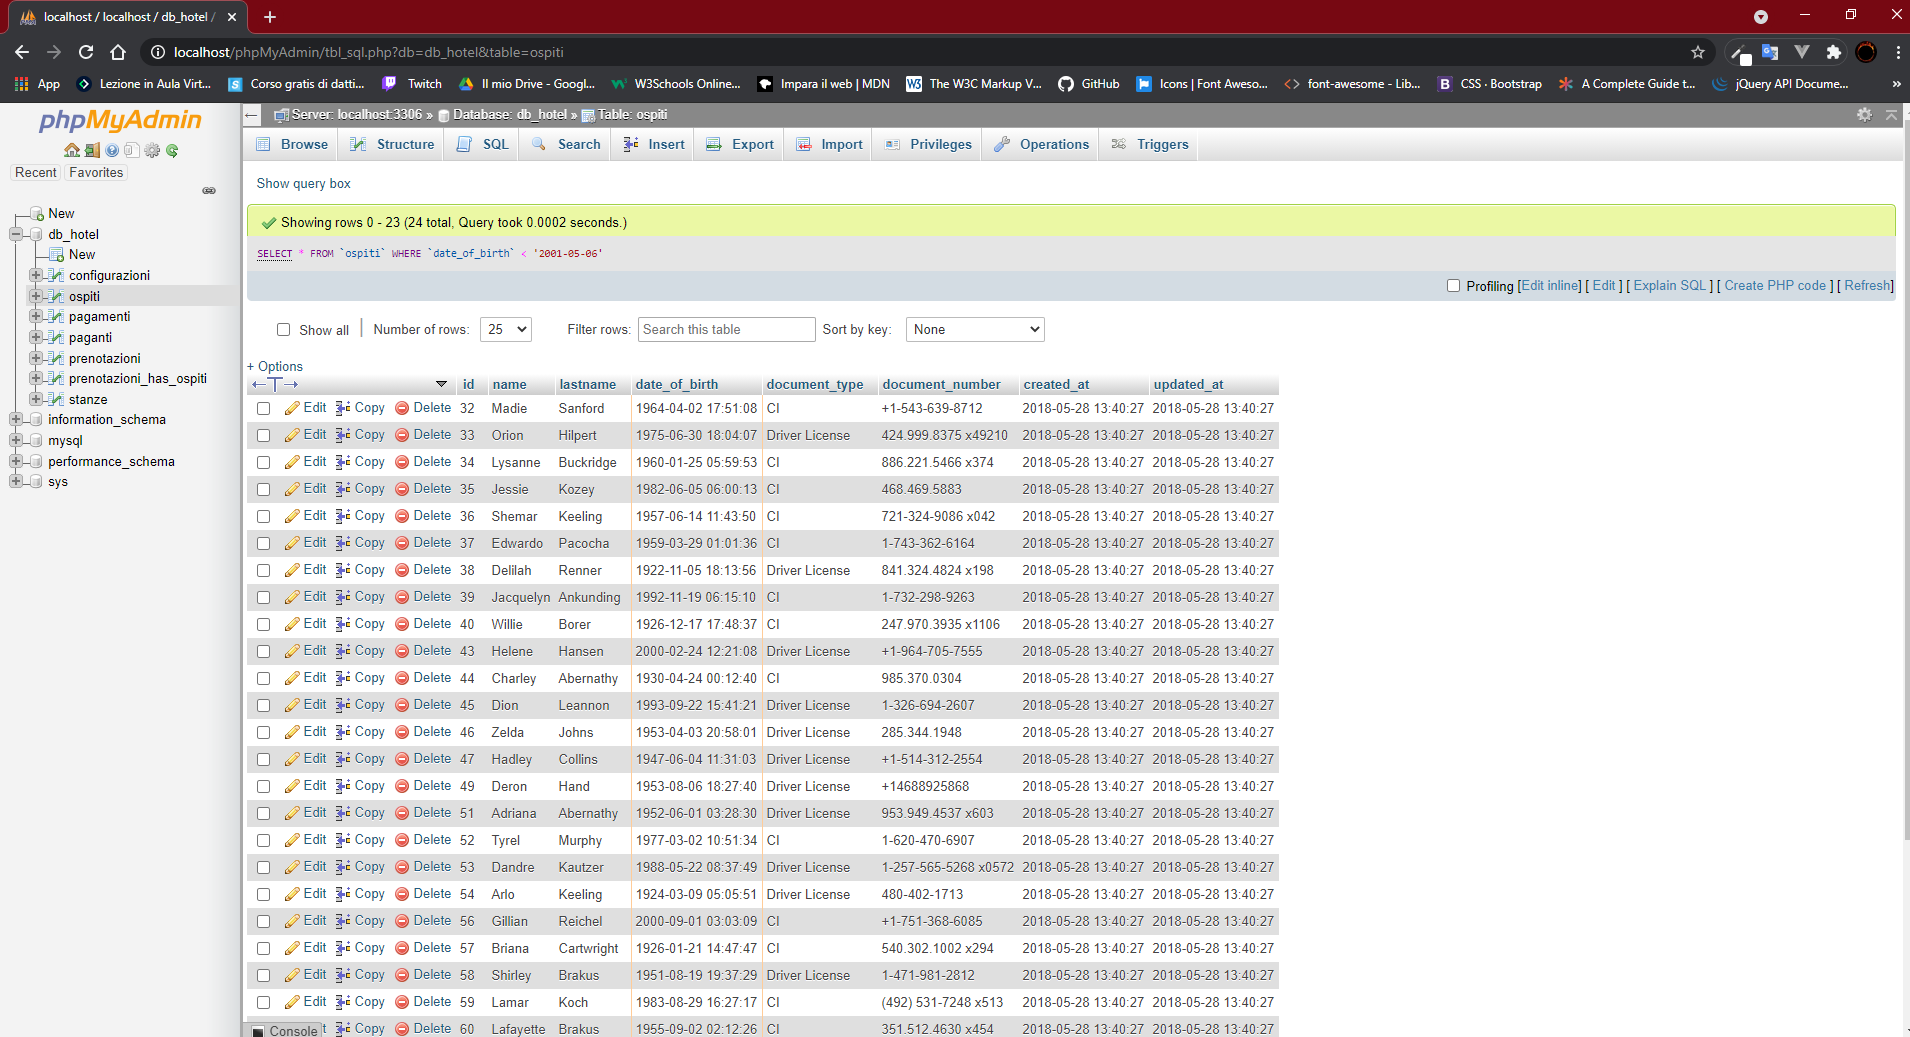 localhost / localhost / db_hotel /
localhost/phpMyAdmin/tbl_sql.php?db=db_hotel&table=ospiti
App Lezione in Aula Virt... Corso gratis di datti... Twitch Il mio Drive - Googl... W3Schools Online... Impara il web | MDN The W3C Markup V... GitHub Icons | Font Aweso... font-awesome - Lib... CSS · Bootstrap A Complete Guide t... jQuery API Docume... »
phpMyAdmin
Recent Favorites
New
db_hotel
New
configurazioni
ospiti
pagamenti
paganti
prenotazioni
prenotazioni_has_ospiti
stanze
information_schema
mysql
performance_schema
sys
Server: localhost:3306 » Database: db_hotel » Table: ospiti
Browse Structure SQL Search Insert Export Import Privileges Operations Triggers
Show query box
Showing rows 0 - 23 (24 total, Query took 0.0002 seconds.)
SELECT * FROM `ospiti` WHERE `date_of_birth` < '2001-05-06'
Profiling [Edit inline] [ Edit ] [ Explain SQL ] [ Create PHP code ] [ Refresh]
Show all | Number of rows: 25 Filter rows: Search this table Sort by key: None
+ Options
←T→ id name lastname date_of_birth document_type document_number created_at updated_at
Edit Copy Delete 32 Madie Sanford 1964-04-02 17:51:08 CI +1-543-639-8712 2018-05-28 13:40:27 2018-05-28 13:40:27
Edit Copy Delete 33 Orion Hilpert 1975-06-30 18:04:07 Driver License 424.999.8375 x49210 2018-05-28 13:40:27 2018-05-28 13:40:27
Edit Copy Delete 34 Lysanne Buckridge 1960-01-25 05:59:53 CI 886.221.5466 x374 2018-05-28 13:40:27 2018-05-28 13:40:27
Edit Copy Delete 35 Jessie Kozey 1982-06-05 06:00:13 CI 468.469.5883 2018-05-28 13:40:27 2018-05-28 13:40:27
Edit Copy Delete 36 Shemar Keeling 1957-06-14 11:43:50 CI 721-324-9086 x042 2018-05-28 13:40:27 2018-05-28 13:40:27
Edit Copy Delete 37 Edwardo Pacocha 1959-03-29 01:01:36 CI 1-743-362-6164 2018-05-28 13:40:27 2018-05-28 13:40:27
Edit Copy Delete 38 Delilah Renner 1922-11-05 18:13:56 Driver License 841.324.4824 x198 2018-05-28 13:40:27 2018-05-28 13:40:27
Edit Copy Delete 39 Jacquelyn Ankunding 1992-11-19 06:15:10 CI 1-732-298-9263 2018-05-28 13:40:27 2018-05-28 13:40:27
Edit Copy Delete 40 Willie Borer 1926-12-17 17:48:37 CI 247.970.3935 x1106 2018-05-28 13:40:27 2018-05-28 13:40:27
Edit Copy Delete 43 Helene Hansen 2000-02-24 12:21:08 Driver License +1-964-705-7555 2018-05-28 13:40:27 2018-05-28 13:40:27
Edit Copy Delete 44 Charley Abernathy 1930-04-24 00:12:40 CI 985.370.0304 2018-05-28 13:40:27 2018-05-28 13:40:27
Edit Copy Delete 45 Dion Leannon 1993-09-22 15:41:21 Driver License 1-326-694-2607 2018-05-28 13:40:27 2018-05-28 13:40:27
Edit Copy Delete 46 Zelda Johns 1953-04-03 20:58:01 Driver License 285.344.1948 2018-05-28 13:40:27 2018-05-28 13:40:27
Edit Copy Delete 47 Hadley Collins 1947-06-04 11:31:03 Driver License +1-514-312-2554 2018-05-28 13:40:27 2018-05-28 13:40:27
Edit Copy Delete 49 Deron Hand 1953-08-06 18:27:40 Driver License +14688925868 2018-05-28 13:40:27 2018-05-28 13:40:27
Edit Copy Delete 51 Adriana Abernathy 1952-06-01 03:28:30 Driver License 953.949.4537 x603 2018-05-28 13:40:27 2018-05-28 13:40:27
Edit Copy Delete 52 Tyrel Murphy 1977-03-02 10:51:34 CI 1-620-470-6907 2018-05-28 13:40:27 2018-05-28 13:40:27
Edit Copy Delete 53 Dandre Kautzer 1988-05-22 08:37:49 Driver License 1-257-565-5268 x0572 2018-05-28 13:40:27 2018-05-28 13:40:27
Edit Copy Delete 54 Arlo Keeling 1924-03-09 05:05:51 Driver License 480-402-1713 2018-05-28 13:40:27 2018-05-28 13:40:27
Edit Copy Delete 56 Gillian Reichel 2000-09-01 03:03:09 CI +1-751-368-6085 2018-05-28 13:40:27 2018-05-28 13:40:27
Edit Copy Delete 57 Briana Cartwright 1926-01-21 14:47:47 CI 540.302.1002 x294 2018-05-28 13:40:27 2018-05-28 13:40:27
Edit Copy Delete 58 Shirley Brakus 1951-08-19 19:37:29 Driver License 1-471-981-2812 2018-05-28 13:40:27 2018-05-28 13:40:27
Edit Copy Delete 59 Lamar Koch 1983-08-29 16:27:17 CI (492) 531-7248 x513 2018-05-28 13:40:27 2018-05-28 13:40:27
Console t Copy Delete 60 Lafayette Brakus 1955-09-02 02:12:26 CI 351.512.4630 x454 2018-05-28 13:40:27 2018-05-28 13:40:27